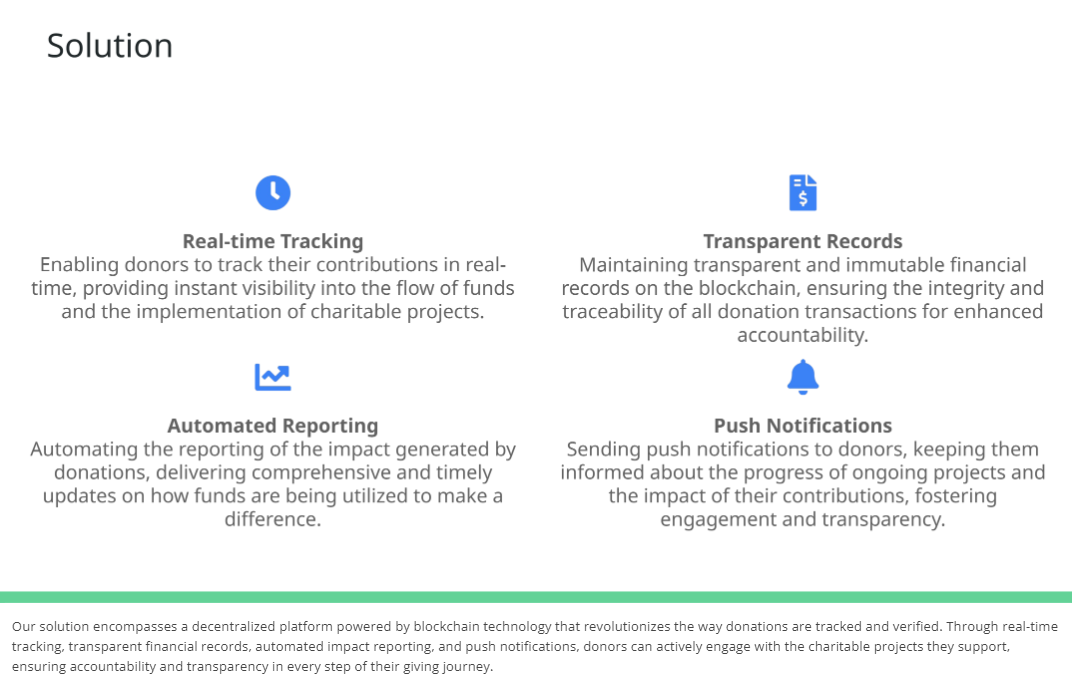 Solution
Real-time Tracking
Enabling donors to track their contributions in real-
time, providing instant visibility into the flow of funds
and the implementation of charitable projects.
Transparent Records
Maintaining transparent and immutable financial
records on the blockchain, ensuring the integrity and
traceability of all donation transactions for enhanced
accountability.
Automated Reporting
Automating the reporting of the impact generated by
donations, delivering comprehensive and timely
updates on how funds are being utilized to make a
difference.
Push Notifications
Sending push notifications to donors, keeping them
informed about the progress of ongoing projects and
the impact of their contributions, fostering
engagement and transparency.
Our solution encompasses a decentralized platform powered by blockchain technology that revolutionizes the way donations are tracked and verified. Through real-time
tracking, transparent financial records, automated impact reporting, and push notifications, donors can actively engage with the charitable projects they support,
ensuring accountability and transparency in every step of their giving journey.